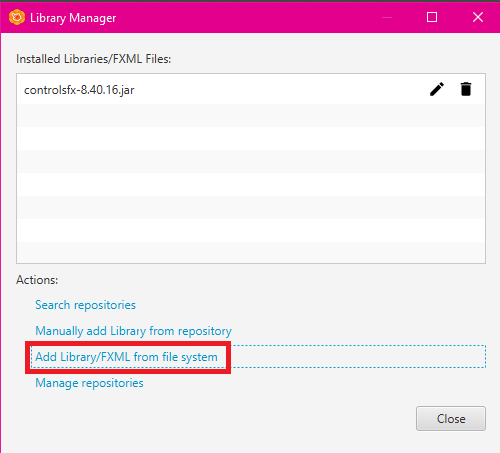 Library Manager
Installed Libraries/FXML Files:
controlsfx-8.40.16.jar
Actions:
Search repositories
Manually add Library from repository
Add Library/FXML from file system
Manage repositories
Close